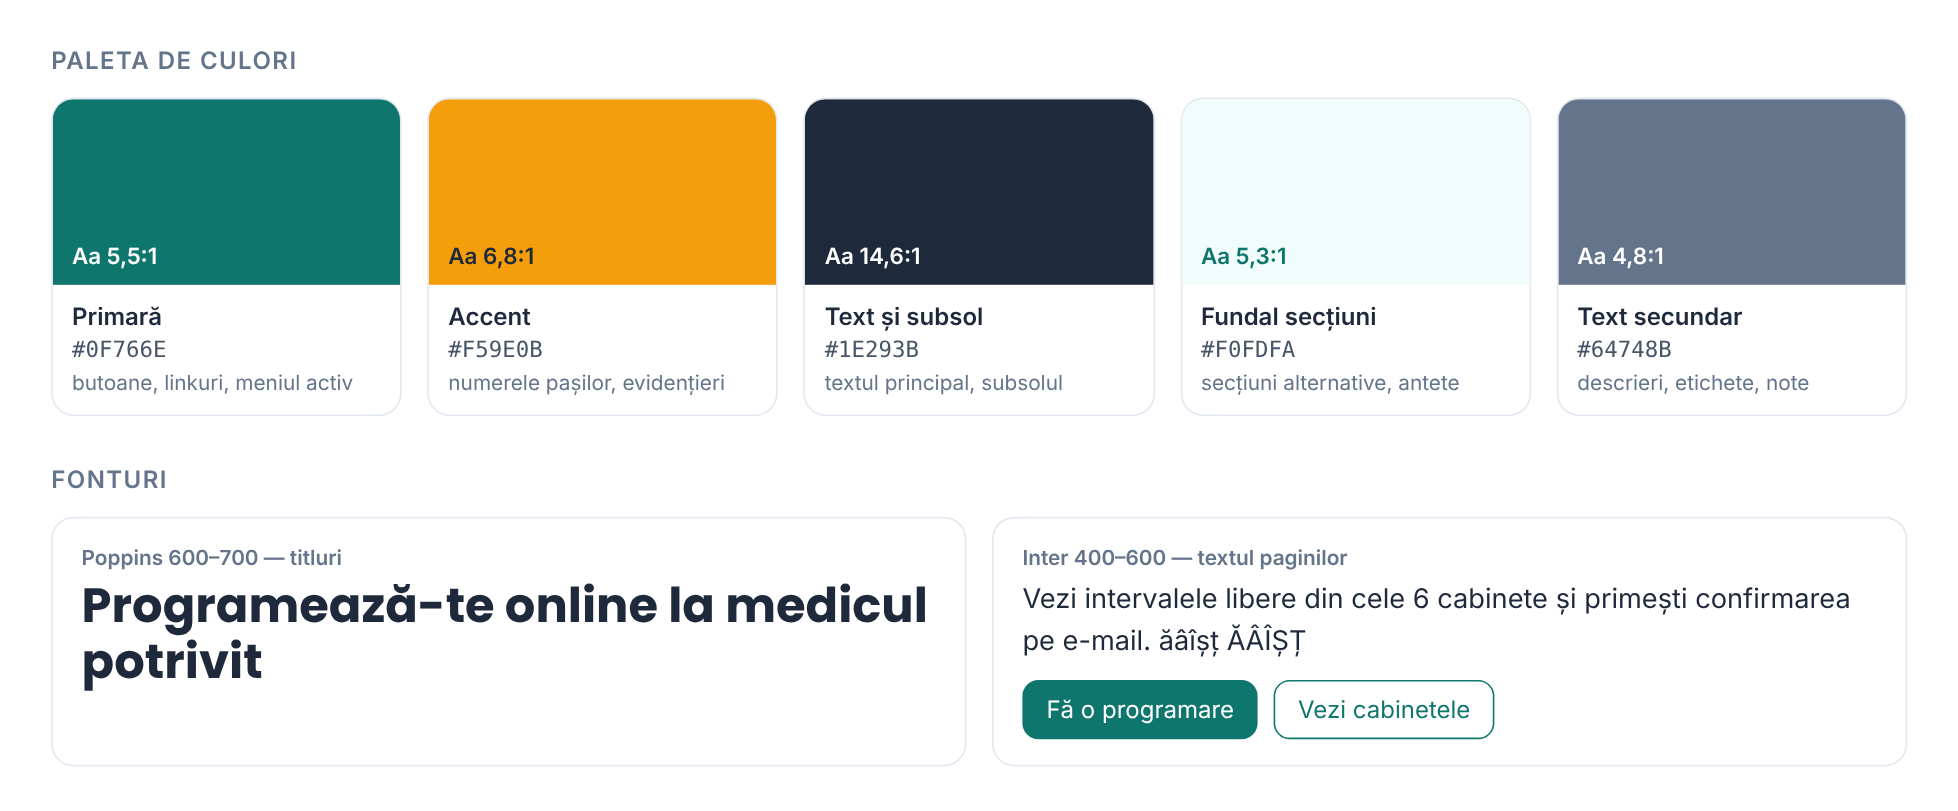 PALETA DE CULORI
Aa 5,5:1
Primară
#0F766E
butoane, linkuri, meniul activ
Aa 6,8:1
Accent
#F59E0B
numerele pașilor, evidențieri
Aa 14,6:1
Text și subsol
#1E293B
textul principal, subsolul
Aa 5,3:1
Fundal secțiuni
#F0FDFA
secțiuni alternative, antete
Aa 4,8:1
Text secundar
#64748B
descrieri, etichete, note
FONTURI
Poppins 600–700 — titluri
Programează-te online la medicul
potrivit
Inter 400–600 — textul paginilor
Vezi intervalele libere din cele 6 cabinete și primești confirmarea
pe e-mail. ăâîșț ĂÂÎȘȚ
Fă o programare
Vezi cabinetele